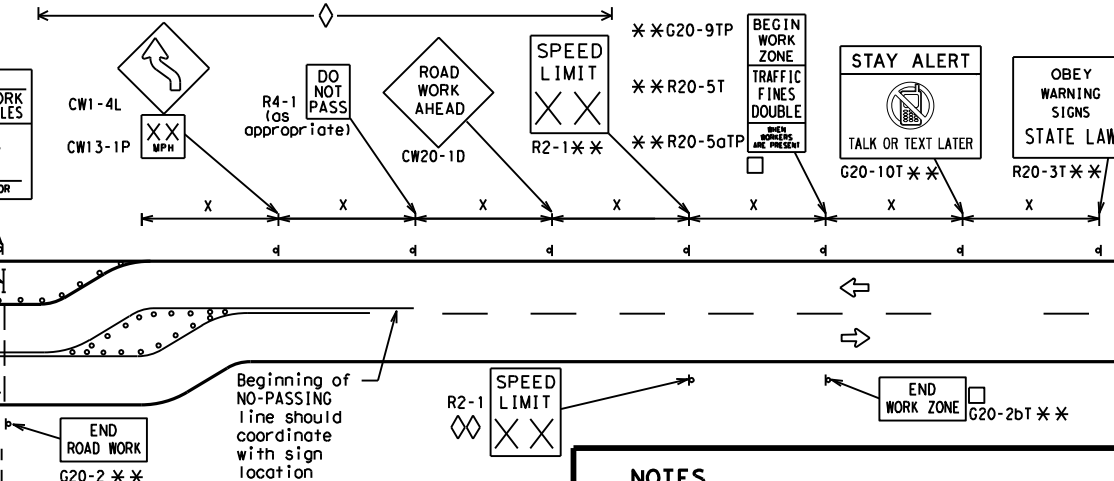 ORK
LES
OR
CW1-4L
CW13-1P
X X
MPH
R4-1
(as
appropriate)
DO
NOT
PASS
ROAD
WORK
AHEAD
CW20-1D
SPEED
LIMIT
X X
R2-1**
**G20-9TP
**R20-5T
**R20-5aTP
BEGIN
WORK
ZONE
TRAFFIC
FINES
DOUBLE
WHEN
WORKERS
ARE PRESENT
STAY ALERT
TALK OR TEXT LATER
G20-10T **
OBEY
WARNING
SIGNS
STATE LAW
R20-3T **
X X X X X X X
Beginning of
NO-PASSING
line should
coordinate
with sign
location
R2-1
SPEED
LIMIT
X X
END
WORK ZONE
G20-2bT **
END
ROAD WORK
G20-2 **
NOTES